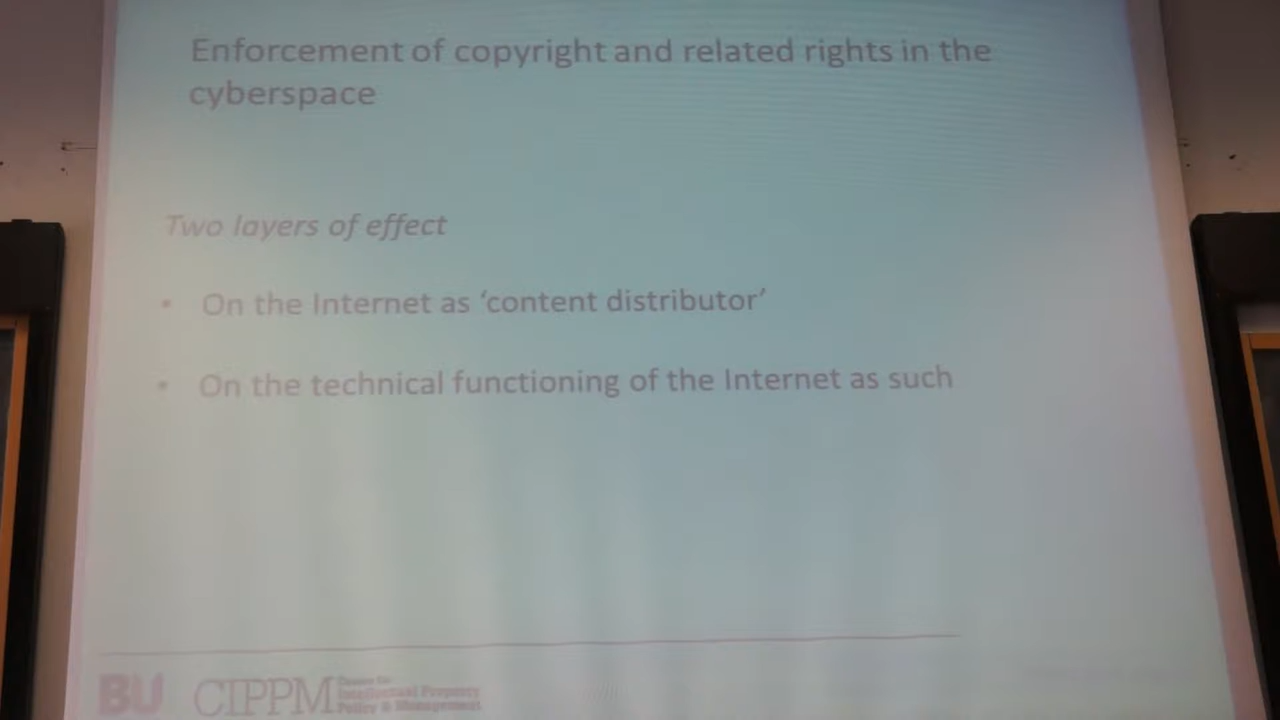 Enforcement of copyright and related rights in the
cyberspace
Two layers of effect
• On the Internet as ‘content distributor’
• On the technical functioning of the Internet as such
BU CIPPM Centre for
Intellectual Property
Policy & Management